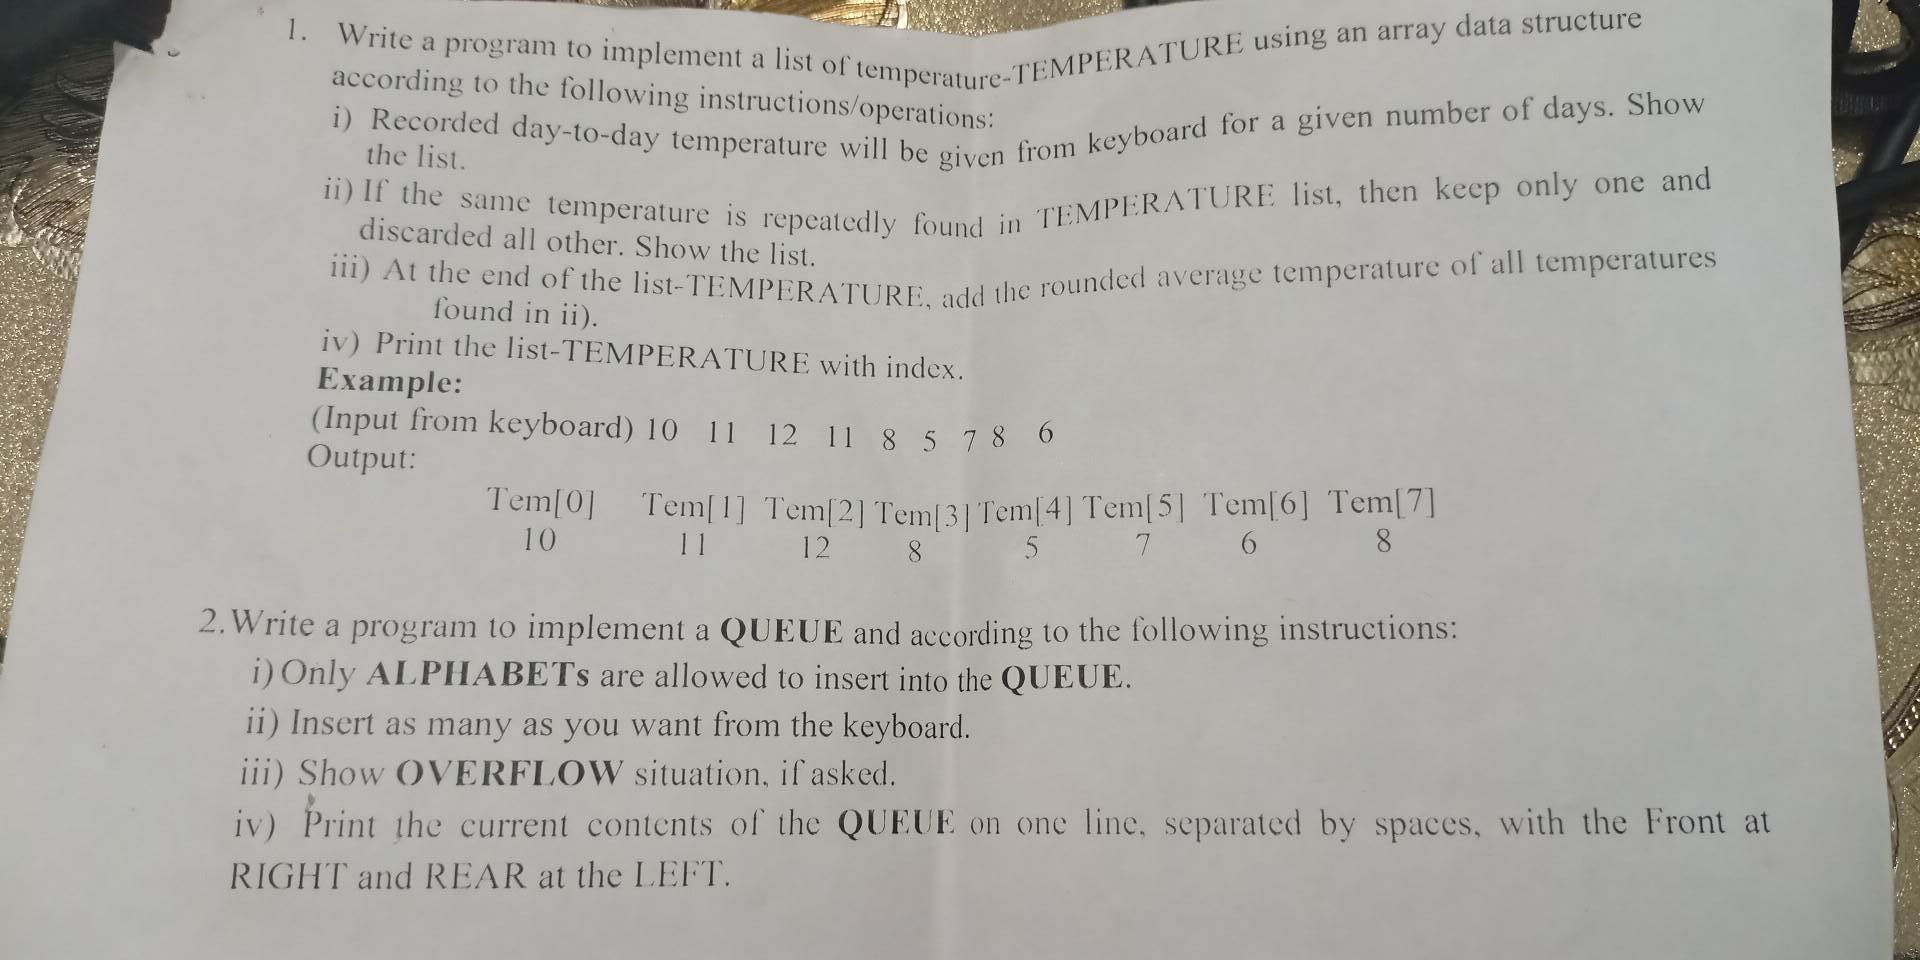 1. Write a program to implement a list of temperature-TEMPERATURE using an array data structure
according to the following instructions/operations:
i) Recorded day-to-day temperature will be given from keyboard for a given number of days. Show
the list.
ii) If the same temperature is repeatedly found in TEMPERATURE list, then keep only one and
discarded all other. Show the list.
iii) At the end of the list-TEMPERATURE, add the rounded average temperature of all temperatures
found in ii).
iv) Print the list-TEMPERATURE with index.
Example:
(Input from keyboard) 10 11 12 11 8 5 7 8 6
Output:
Tem[0] Tem[1] Tem[2] Tem[3] Tem[4] Tem[5] Tem[6] Tem[7]
10 11 12 8 5 7 6 8
2. Write a program to implement a QUEUE and according to the following instructions:
i) Only ALPHABETs are allowed to insert into the QUEUE.
ii) Insert as many as you want from the keyboard.
iii) Show OVERFLOW situation, if asked.
iv) Print the current contents of the QUEUE on one line, separated by spaces, with the Front at
RIGHT and REAR at the LEFT.